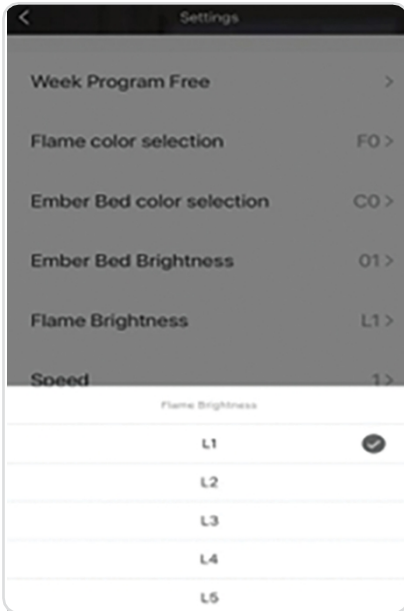 Settings
Week Program Free >
Flame color selection F0 >
Ember Bed color selection C0 >
Ember Bed Brightness 01 >
Flame Brightness L1 >
Speed 1 >
Flame Brightness
L1
L2
L3
L4
L5